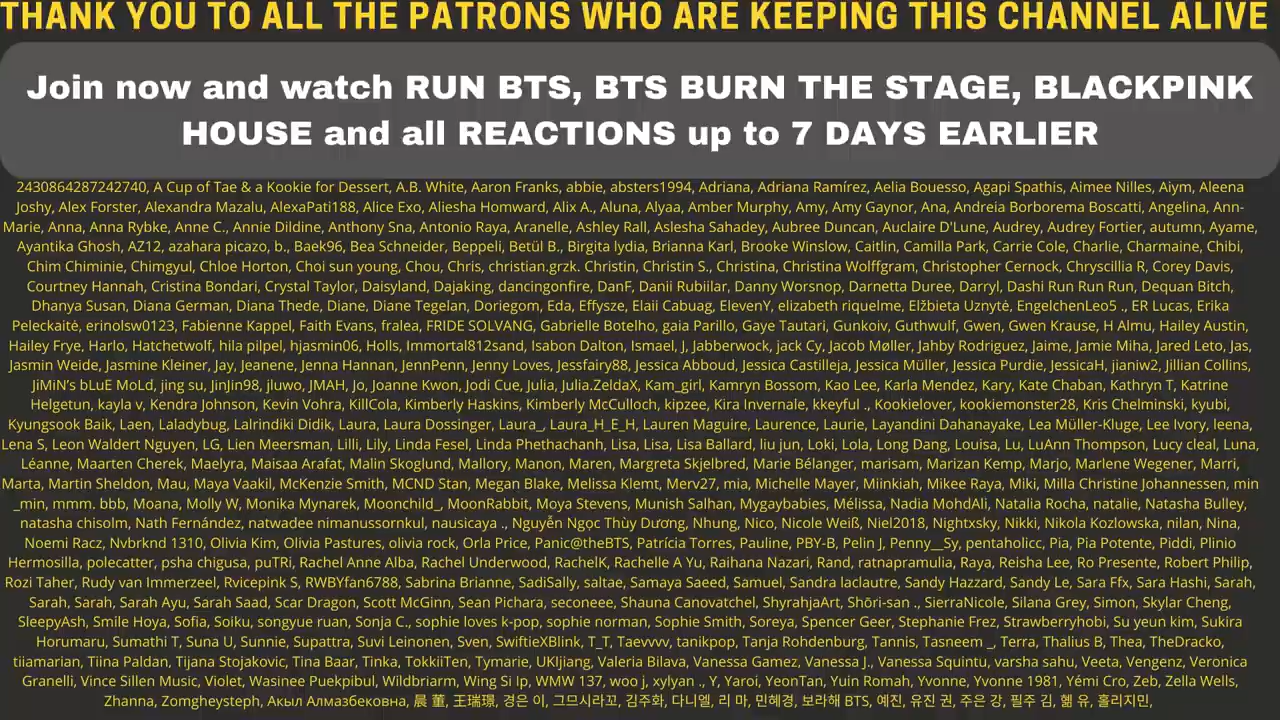 THANK YOU TO ALL THE PATRONS WHO ARE KEEPING THIS CHANNEL ALIVE
Join now and watch RUN BTS, BTS BURN THE STAGE, BLACKPINK
HOUSE and all REACTIONS up to 7 DAYS EARLIER
2430864287242740, A Cup of Tae & a Kookie for Dessert, A.B. White, Aaron Franks, abbie, absters1994, Adriana, Adriana Ramírez, Aelia Bouesso, Agapi Spathis, Aimee Nilles, Aiym, Aleena
Joshy, Alex Forster, Alexandra Mazalu, AlexaPati188, Alice Exo, Aliesha Homward, Alix A., Aluna, Alyaa, Amber Murphy, Amy, Amy Gaynor, Ana, Andreia Borborema Boscatti, Angelina, Ann-
Marie, Anna, Anna Rybke, Anne C., Annie Dildine, Anthony Sna, Antonio Raya, Aranelle, Ashley Rall, Aslesha Sahadey, Aubree Duncan, Auclaire D'Lune, Audrey, Audrey Fortier, autumn, Ayame,
Ayantika Ghosh, AZ12, azahara picazo, b., Baek96, Bea Schneider, Beppeli, Betül B., Birgita lydia, Brianna Karl, Brooke Winslow, Caitlin, Camilla Park, Carrie Cole, Charlie, Charmaine, Chibi,
Chim Chiminie, Chimgyul, Chloe Horton, Choi sun young, Chou, Chris, christian.grzk. Christin, Christin S., Christina, Christina Wolffgram, Christopher Cernock, Chryscillia R, Corey Davis,
Courtney Hannah, Cristina Bondari, Crystal Taylor, Daisyland, Dajaking, dancingonfire, DanF, Danii Rubiilar, Danny Worsnop, Darnetta Duree, Darryl, Dashi Run Run Run, Dequan Bitch,
Dhanya Susan, Diana German, Diana Thede, Diane, Diane Tegelan, Doriegom, Eda, Effysze, Elaii Cabuag, ElevenY, elizabeth riquelme, Elžbieta Uznytė, EngelchenLeo5 ., ER Lucas, Erika
Peleckaitė, erinolsw0123, Fabienne Kappel, Faith Evans, fralea, FRIDE SOLVANG, Gabrielle Botelho, gaia Parillo, Gaye Tautari, Gunkoiv, Guthwulf, Gwen, Gwen Krause, H Almu, Hailey Austin,
Hailey Frye, Harlo, Hatchetwolf, hila pilpel, hjasmin06, Holls, Immortal812sand, Isabon Dalton, Ismael, J, Jabberwock, jack Cy, Jacob Møller, Jahby Rodriguez, Jaime, Jamie Miha, Jared Leto, Jas,
Jasmin Weide, Jasmine Kleiner, Jay, Jeanene, Jenna Hannan, JennPenn, Jenny Loves, Jessfairy88, Jessica Abboud, Jessica Castilleja, Jessica Müller, Jessica Purdie, JessicaH, jianiw2, Jillian Collins,
JiMiN's bLuE MoLd, jing su, JinJin98, jluwo, JMAH, Jo, Joanne Kwon, Jodi Cue, Julia, Julia.ZeldaX, Kam_girl, Kamryn Bossom, Kao Lee, Karla Mendez, Kary, Kate Chaban, Kathryn T, Katrine
Helgetun, kayla v, Kendra Johnson, Kevin Vohra, KillCola, Kimberly Haskins, Kimberly McCulloch, kipzee, Kira Invernale, kkeyful ., Kookielover, kookiemonster28, Kris Chelminski, kyubi,
Kyungsook Baik, Laen, Laladybug, Lalrindiki Didik, Laura, Laura Dossinger, Laura_, Laura_H_E_H, Lauren Maguire, Laurence, Laurie, Layandini Dahanayake, Lea Müller-Kluge, Lee Ivory, leena,
Lena S, Leon Waldert Nguyen, LG, Lien Meersman, Lilli, Lily, Linda Fesel, Linda Phethachanh, Lisa, Lisa, Lisa Ballard, liu jun, Loki, Lola, Long Dang, Louisa, Lu, LuAnn Thompson, Lucy cleal, Luna,
Léanne, Maarten Cherek, Maelyra, Maisaa Arafat, Malin Skoglund, Mallory, Manon, Maren, Margreta Skjelbred, Marie Bélanger, marisam, Marizan Kemp, Marjo, Marlene Wegener, Marri,
Marta, Martin Sheldon, Mau, Maya Vaakil, McKenzie Smith, MCND Stan, Megan Blake, Melissa Klemt, Merv27, mia, Michelle Mayer, Miinkiah, Mikee Raya, Miki, Milla Christine Johannessen, min
_min, mmm. bbb, Moana, Molly W, Monika Mynarek, Moonchild_, MoonRabbit, Moya Stevens, Munish Salhan, Mygaybabies, Mélissa, Nadia MohdAli, Natalia Rocha, natalie, Natasha Bulley,
natasha chisolm, Nath Fernández, natwadee nimanussornkul, nausicaya ., Nguyễn Ngọc Thùy Dương, Nhung, Nico, Nicole Weiß, Niel2018, Nightxsky, Nikki, Nikola Kozlowska, nilan, Nina,
Noemi Racz, Nvbrknd 1310, Olivia Kim, Olivia Pastures, olivia rock, Orla Price, Panic@theBTS, Patrícia Torres, Pauline, PBY-B, Pelin J, Penny__Sy, pentaholicc, Pia, Pia Potente, Piddi, Plinio
Hermosilla, polecatter, psha chigusa, puTRi, Rachel Anne Alba, Rachel Underwood, RachelK, Rachelle A Yu, Raihana Nazari, Rand, ratnapramulia, Raya, Reisha Lee, Ro Presente, Robert Philip,
Rozi Taher, Rudy van Immerzeel, Rvicepink S, RWBYfan6788, Sabrina Brianne, SadiSally, saltae, Samaya Saeed, Samuel, Sandra laclautre, Sandy Hazzard, Sandy Le, Sara Ffx, Sara Hashi, Sarah,
Sarah, Sarah, Sarah Ayu, Sarah Saad, Scar Dragon, Scott McGinn, Sean Pichara, seconeee, Shauna Canovatchel, ShyrahjaArt, Shōri-san ., SierraNicole, Silana Grey, Simon, Skylar Cheng,
SleepyAsh, Smile Hoya, Sofia, Soiku, songyue ruan, Sonja C., sophie loves k-pop, sophie norman, Sophie Smith, Soreya, Spencer Geer, Stephanie Frez, Strawberryhobi, Su yeun kim, Sukira
Horumaru, Sumathi T, Suna U, Sunnie, Supattra, Suvi Leinonen, Sven, SwiftieXBlink, T_T, Taevvvv, tanikpop, Tanja Rohdenburg, Tannis, Tasneem _, Terra, Thalius B, Thea, TheDracko,
tiiamarian, Tiina Paldan, Tijana Stojakovic, Tina Baar, Tinka, TokkiiTen, Tymarie, UKIjiang, Valeria Bilava, Vanessa Gamez, Vanessa J., Vanessa Squintu, varsha sahu, Veeta, Vengenz, Veronica
Granelli, Vince Sillen Music, Violet, Wasinee Puekpibul, Wildbriarm, Wing Si Ip, WMW 137, woo j, xylyan ., Y, Yaroi, YeonTan, Yuin Romah, Yvonne, Yvonne 1981, Yémi Cro, Zeb, Zella Wells,
Zhanna, Zomgheysteph, Акыл Алмазбековна, 晨 董, 王瑞璟, 경은 이, 그므시라꼬, 김주화, 다니엘, 리 마, 민혜경, 보라해 BTS, 예진, 유진 권, 주은 강, 필주 김, 혬 유, 홀리지민,